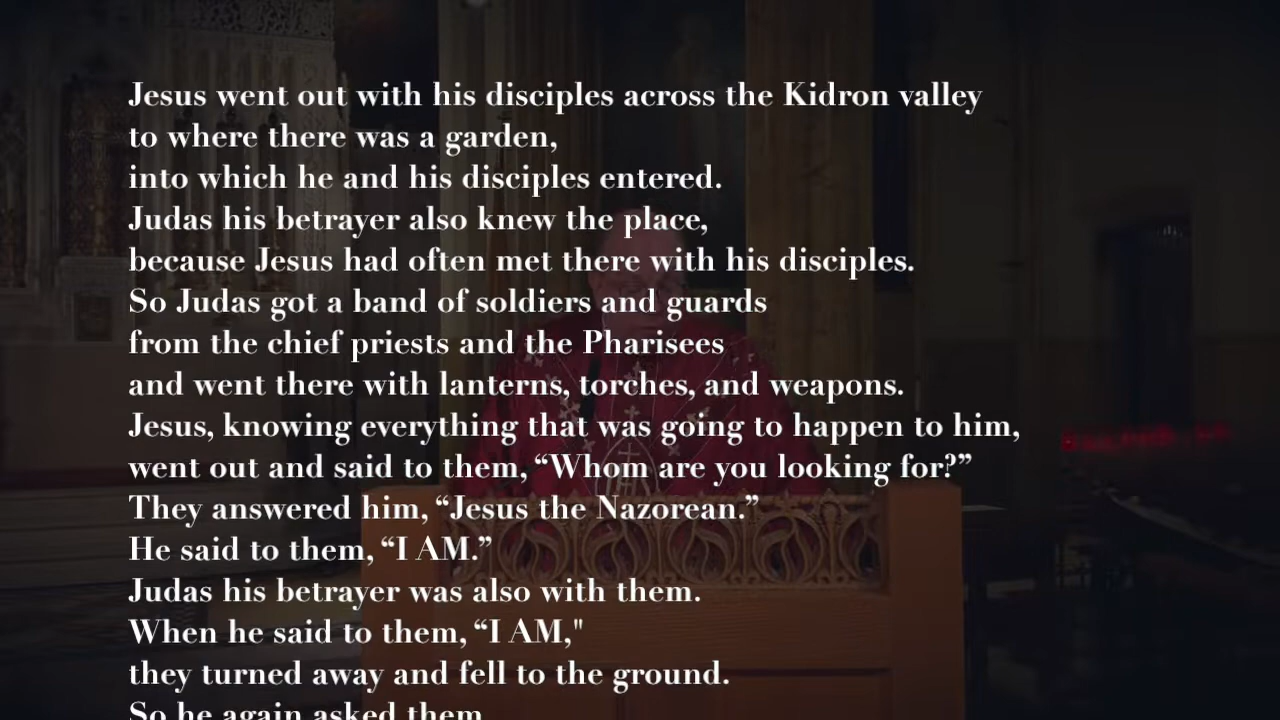 Jesus went out with his disciples across the Kidron valley
to where there was a garden,
into which he and his disciples entered.
Judas his betrayer also knew the place,
because Jesus had often met there with his disciples.
So Judas got a band of soldiers and guards
from the chief priests and the Pharisees
and went there with lanterns, torches, and weapons.
Jesus, knowing everything that was going to happen to him,
went out and said to them, “Whom are you looking for?”
They answered him, “Jesus the Nazorean.”
He said to them, “I AM.”
Judas his betrayer was also with them.
When he said to them, “I AM,"
they turned away and fell to the ground.
So he again asked them